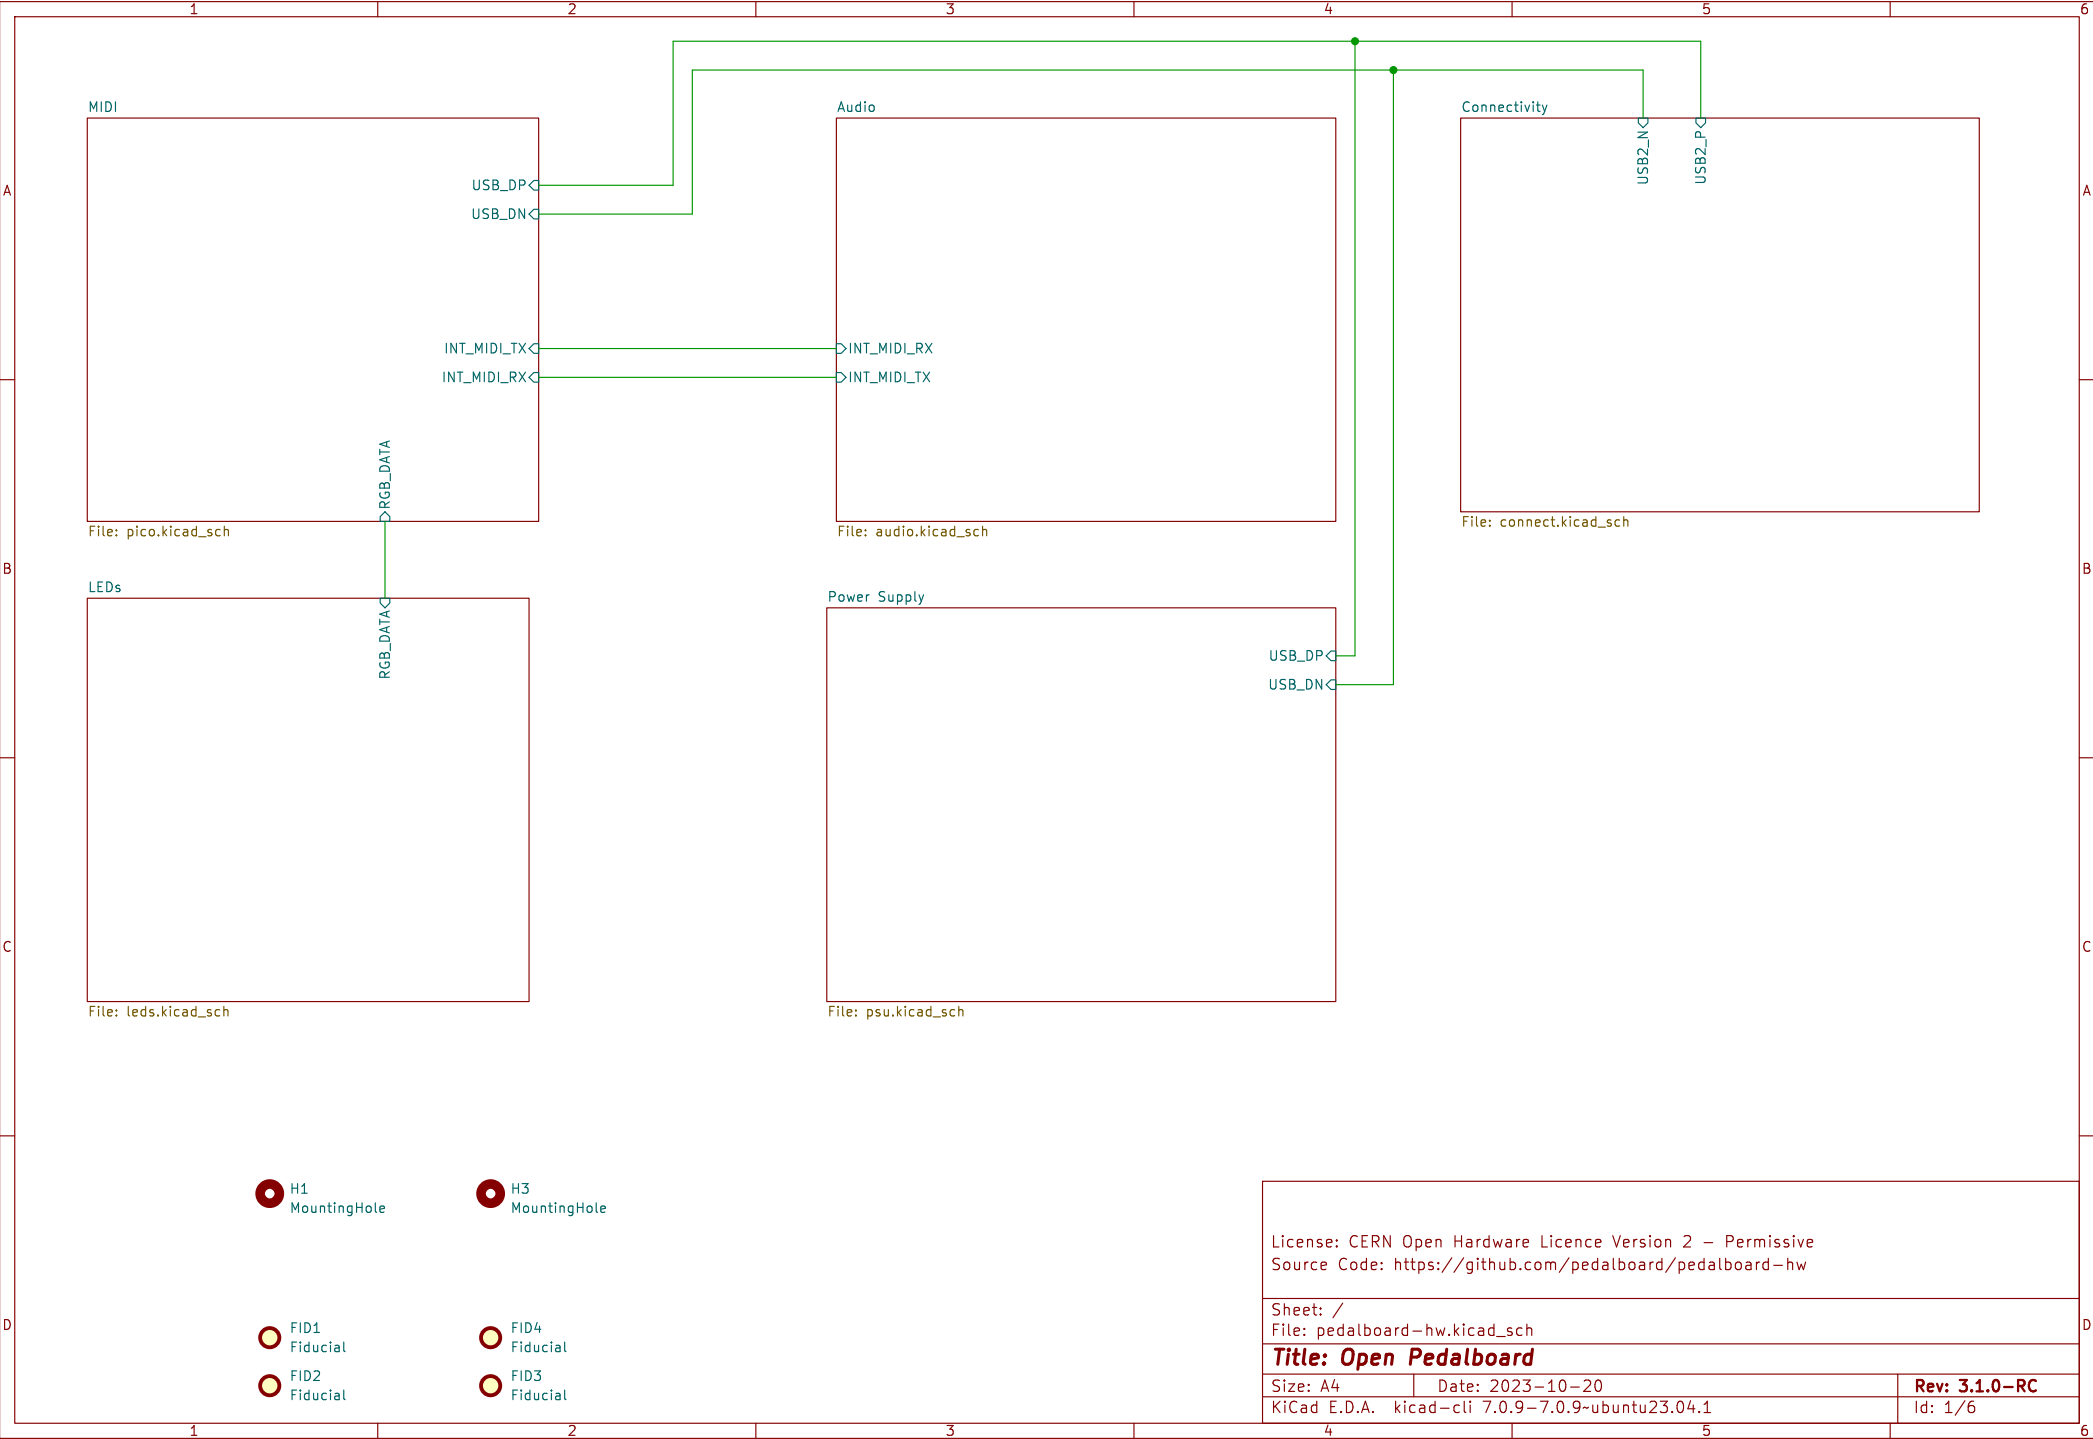 1 2 3 4 5 6
MIDI
Audio
Connectivity
USB2_N
USB2_P
A
A
USB_DP
USB_DN
INT_MIDI_TX
INT_MIDI_RX
INT_MIDI_RX
INT_MIDI_TX
RGB_DATA
File: pico.kicad_sch
File: audio.kicad_sch
File: connect.kicad_sch
B
B
LEDs
Power Supply
RGB_DATA
USB_DP
USB_DN
C
C
File: leds.kicad_sch
File: psu.kicad_sch
H1
MountingHole
H3
MountingHole
License: CERN Open Hardware Licence Version 2 - Permissive
Source Code: https://github.com/pedalboard/pedalboard-hw
Sheet: /
File: pedalboard-hw.kicad_sch
D
D
FID1
Fiducial
FID4
Fiducial
FID2
Fiducial
FID3
Fiducial
Title: Open Pedalboard
Size: A4
Date: 2023-10-20
Rev: 3.1.0-RC
KiCad E.D.A. kicad-cli 7.0.9-7.0.9~ubuntu23.04.1
Id: 1/6
1 2 3 4 5 6